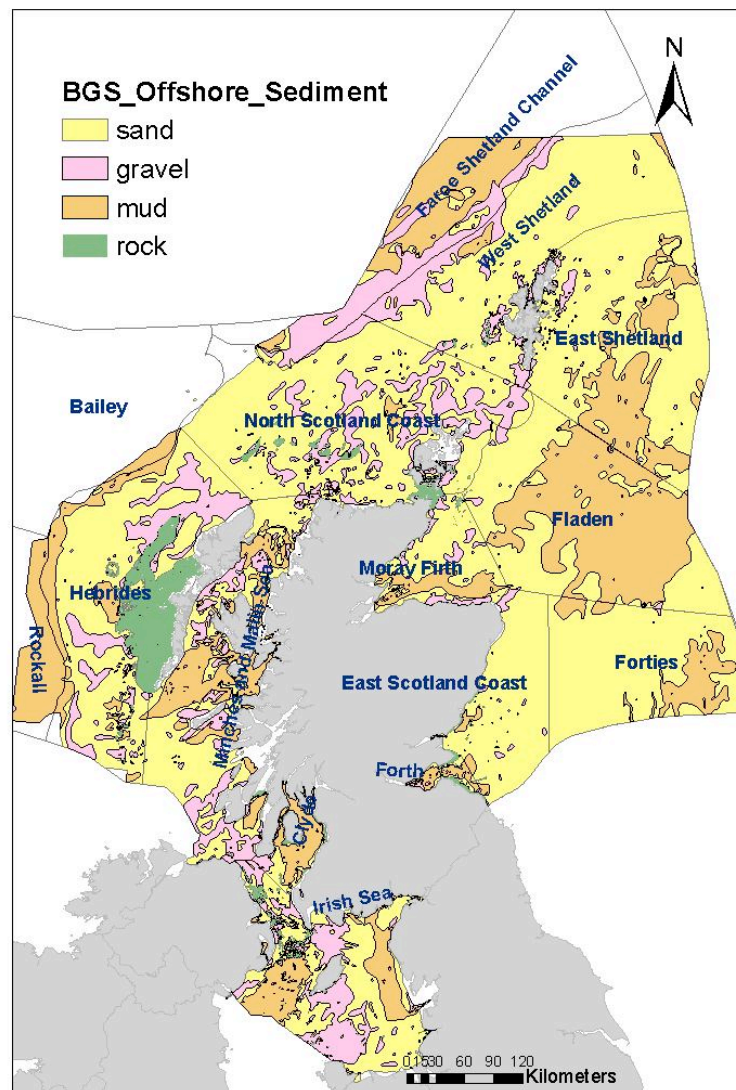 N
BGS_Offshore_Sediment
sand
gravel
mud
rock
Faroe Shetland Channel
West Shetland
East Shetland
Bailey
North Scotland Coast
Fladen
Moray Firth
Hebrides
Rockall
Minches and Malin Sea
East Scotland Coast
Forties
Forth
Clyde
Irish Sea
0 15 30 60 90 120
Kilometers